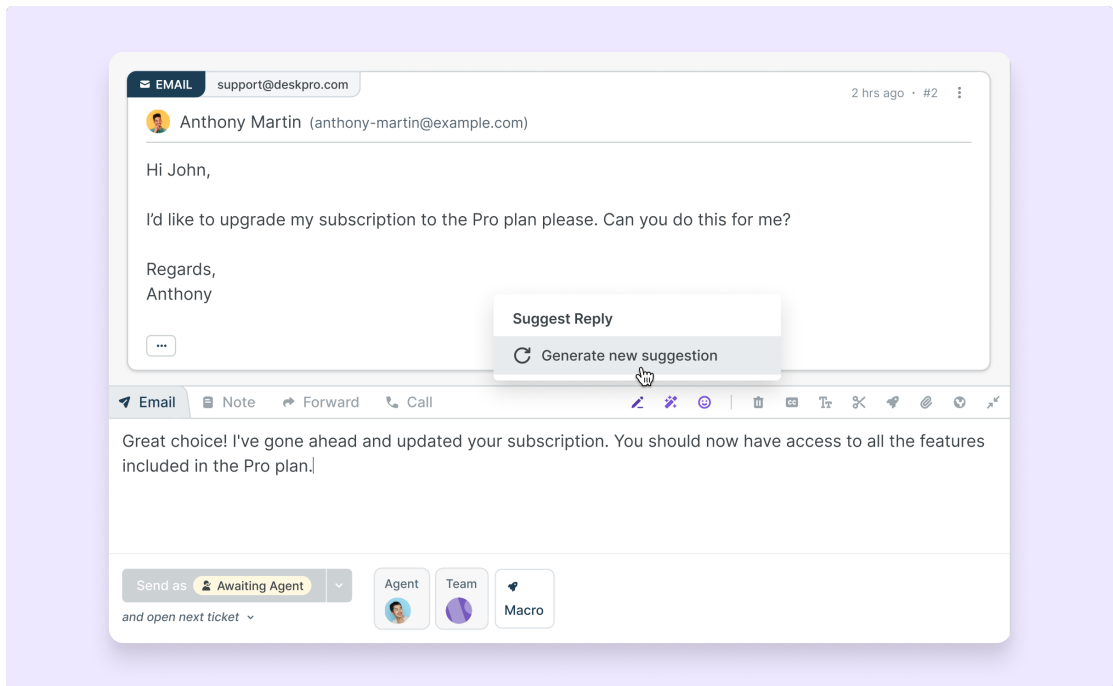 EMAIL support@deskpro.com
2 hrs ago · #2
Anthony Martin (anthony-martin@example.com)
Hi John,
I’d like to upgrade my subscription to the Pro plan please. Can you do this for me?
Regards,
Anthony
Suggest Reply
Generate new suggestion
Email Note Forward Call
Great choice! I've gone ahead and updated your subscription. You should now have access to all the features
included in the Pro plan.
Send as Awaiting Agent
and open next ticket
Agent
Team
Macro